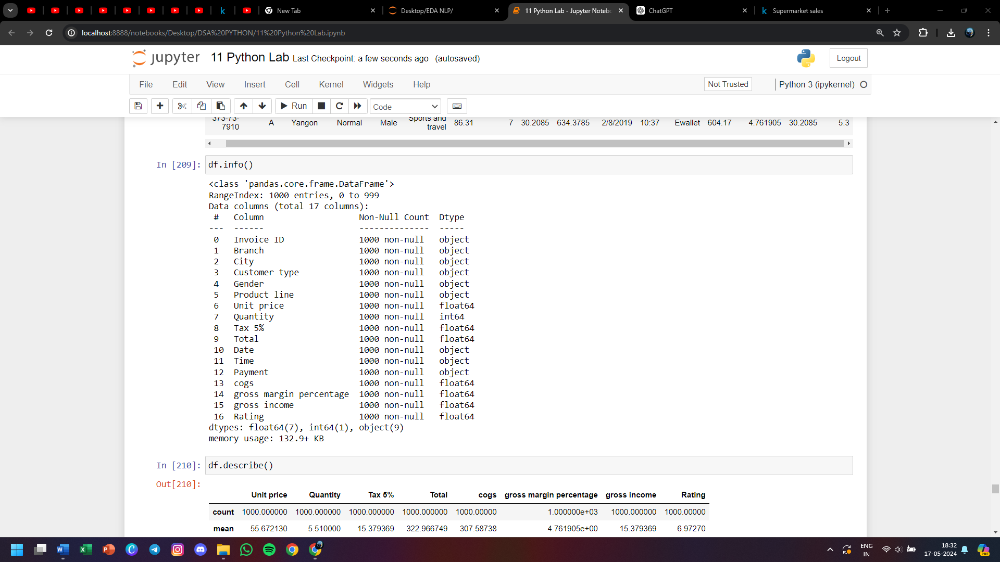 New Tab
Desktop/EDA NLP/
11 Python Lab - Jupyter Notebo
ChatGPT
Supermarket sales
localhost:8888/notebooks/Desktop/DSA%20PYTHON/11%20Python%20Lab.ipynb
jupyter 11 Python Lab Last Checkpoint: a few seconds ago (autosaved)
Logout
File Edit View Insert Cell Kernel Widgets Help
Not Trusted
Python 3 (ipykernel)
Run
Code
373-73-7910 A Yangon Normal Male Sports and travel 86.31 7 30.2085 634.3785 2/8/2019 10:37 Ewallet 604.17 4.761905 30.2085 5.3
In [209]: df.info()
<class 'pandas.core.frame.DataFrame'>
RangeIndex: 1000 entries, 0 to 999
Data columns (total 17 columns):
# Column Non-Null Count Dtype
--- ------ -------------- -----
0 Invoice ID 1000 non-null object
1 Branch 1000 non-null object
2 City 1000 non-null object
3 Customer type 1000 non-null object
4 Gender 1000 non-null object
5 Product line 1000 non-null object
6 Unit price 1000 non-null float64
7 Quantity 1000 non-null int64
8 Tax 5% 1000 non-null float64
9 Total 1000 non-null float64
10 Date 1000 non-null object
11 Time 1000 non-null object
12 Payment 1000 non-null object
13 cogs 1000 non-null float64
14 gross margin percentage 1000 non-null float64
15 gross income 1000 non-null float64
16 Rating 1000 non-null float64
dtypes: float64(7), int64(1), object(9)
memory usage: 132.9+ KB
In [210]: df.describe()
Out[210]:
Unit price Quantity Tax 5% Total cogs gross margin percentage gross income Rating
count 1000.000000 1000.000000 1000.000000 1000.000000 1000.00000 1.000000e+03 1000.000000 1000.00000
mean 55.672130 5.510000 15.379369 322.966749 307.58738 4.761905e+00 15.379369 6.97270
ENG
IN
18:32
17-05-2024
PRE